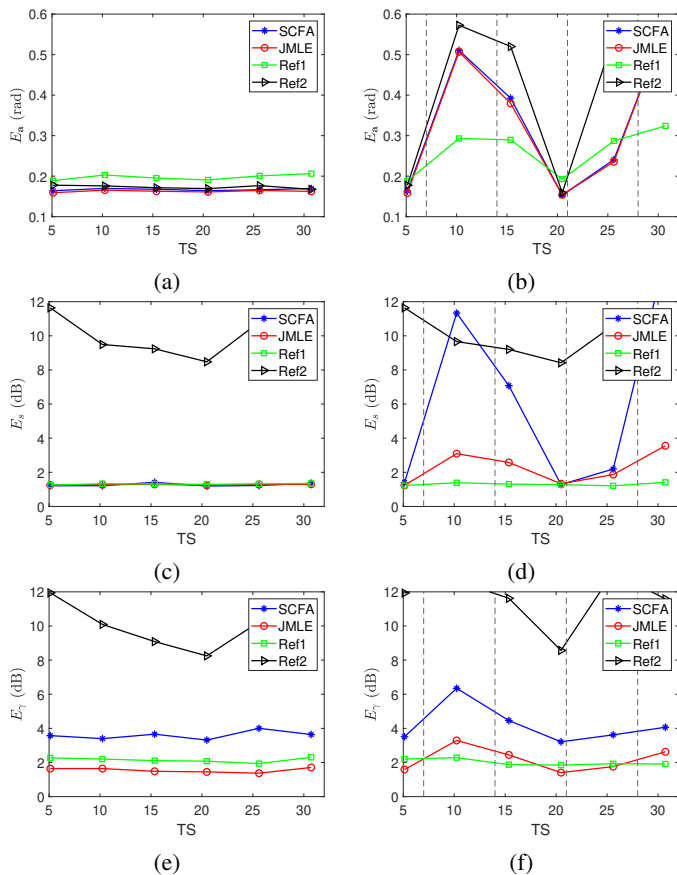 0.6
0.5
0.4
0.3
0.2
0.1
E_a (rad)
5 10 15 20 25 30
TS
SCFA
JMLE
Ref1
Ref2
(a)
0.6
0.5
0.4
0.3
0.2
0.1
E_a (rad)
5 10 15 20 25 30
TS
SCFA
JMLE
Ref1
Ref2
(b)
12
10
8
6
4
2
0
E_s (dB)
5 10 15 20 25 30
TS
SCFA
JMLE
Ref1
Ref2
(c)
12
10
8
6
4
2
0
E_s (dB)
5 10 15 20 25 30
TS
SCFA
JMLE
Ref1
Ref2
(d)
12
10
8
6
4
2
0
E_γ (dB)
5 10 15 20 25 30
TS
SCFA
JMLE
Ref1
Ref2
(e)
12
10
8
6
4
2
0
E_γ (dB)
5 10 15 20 25 30
TS
SCFA
JMLE
Ref1
Ref2
(f)